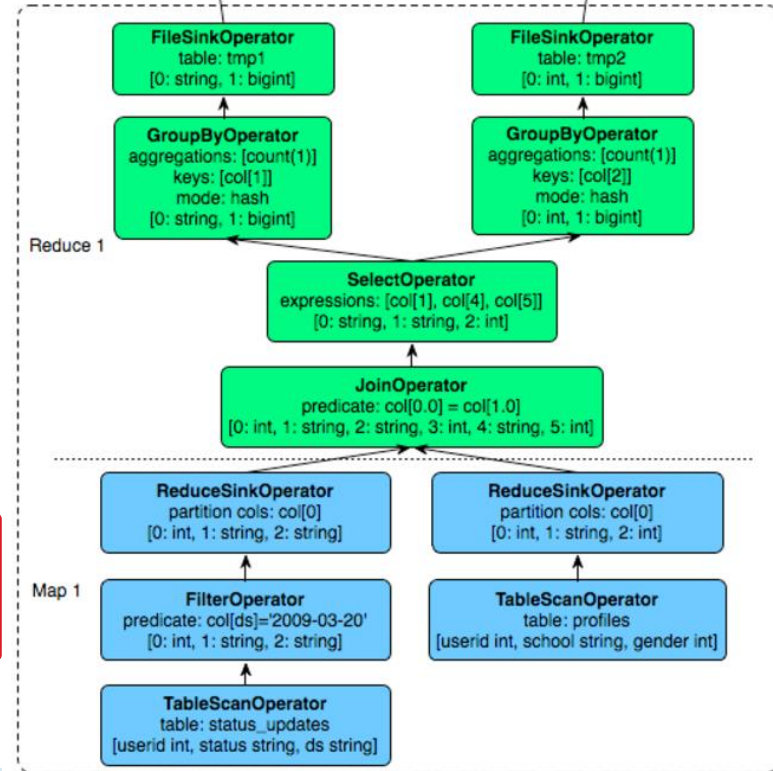 FileSinkOperator
table: tmp1
[0: string, 1: bigint]
FileSinkOperator
table: tmp2
[0: int, 1: bigint]
GroupByOperator
aggregations: [count(1)]
keys: [col[1]]
mode: hash
[0: string, 1: bigint]
GroupByOperator
aggregations: [count(1)]
keys: [col[2]]
mode: hash
[0: int, 1: bigint]
Reduce 1
SelectOperator
expressions: [col[1], col[4], col[5]]
[0: string, 1: string, 2: int]
JoinOperator
predicate: col[0.0] = col[1.0]
[0: int, 1: string, 2: string, 3: int, 4: string, 5: int]
ReduceSinkOperator
partition cols: col[0]
[0: int, 1: string, 2: string]
ReduceSinkOperator
partition cols: col[0]
[0: int, 1: string, 2: int]
Map 1
FilterOperator
predicate: col[ds]='2009-03-20'
[0: int, 1: string, 2: string]
TableScanOperator
table: profiles
[userid int, school string, gender int]
TableScanOperator
table: status_updates
[userid int, status string, ds string]